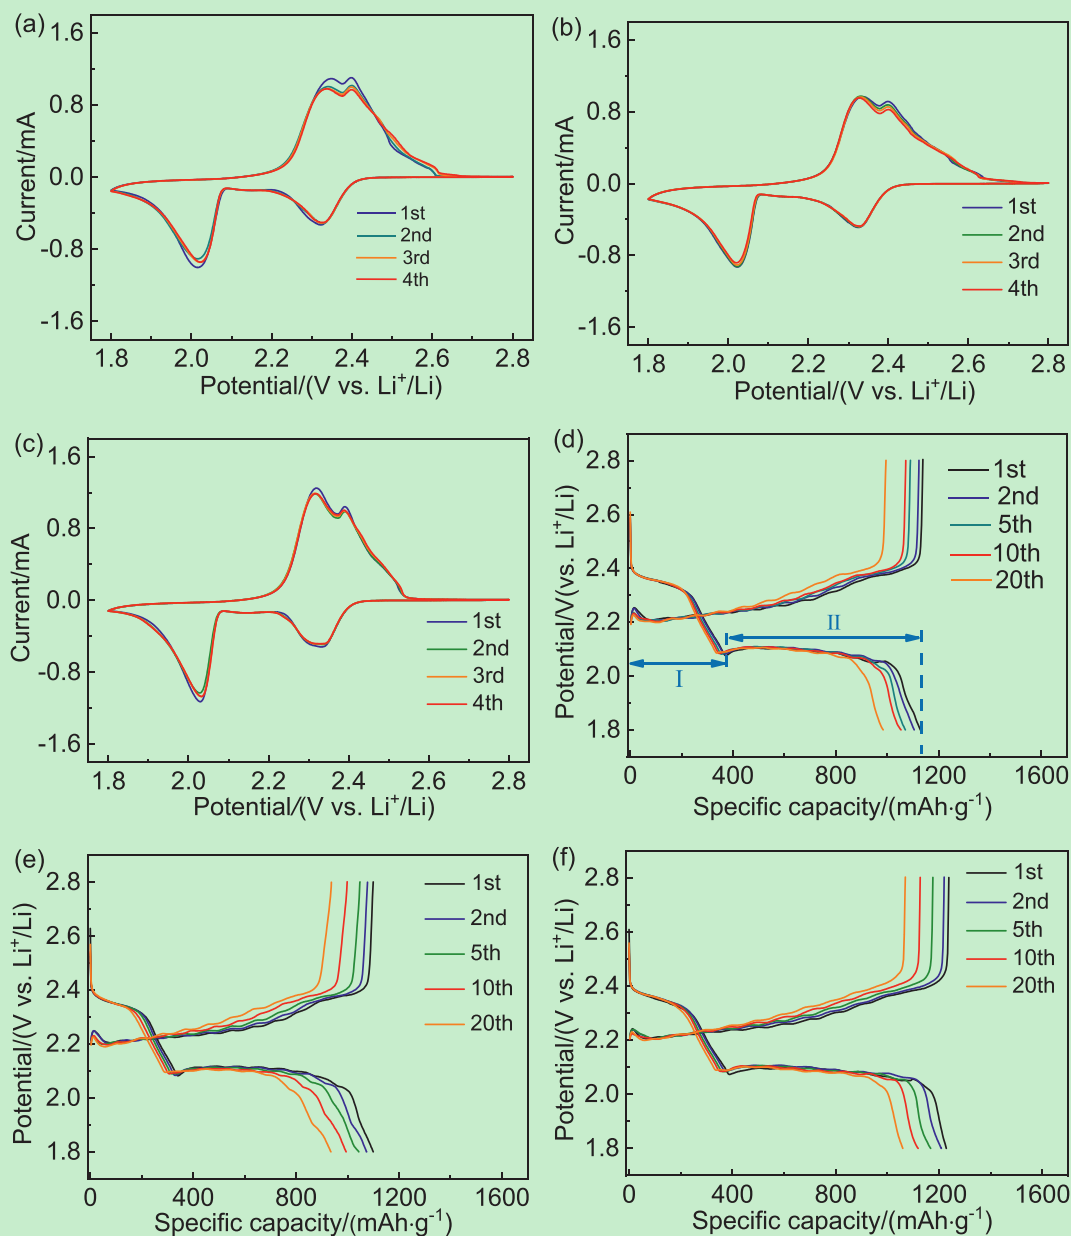 (a)
1.6
0.8
0.0
-0.8
-1.6
Current/mA
1st
2nd
3rd
4th
1.8 2.0 2.2 2.4 2.6 2.8
Potential/(V vs. Li⁺/Li)
(b)
1.6
0.8
0.0
-0.8
-1.6
Current/mA
1st
2nd
3rd
4th
1.8 2.0 2.2 2.4 2.6 2.8
Potential/(V vs. Li⁺/Li)
(c)
1.6
0.8
0.0
-0.8
-1.6
Current/mA
1st
2nd
3rd
4th
1.8 2.0 2.2 2.4 2.6 2.8
Potential/(V vs. Li⁺/Li)
(d)
2.8
2.6
2.4
2.2
2.0
1.8
Potential/V(vs. Li⁺/Li)
1st
2nd
5th
10th
20th
II
I
0 400 800 1200 1600
Specific capacity/(mAh·g⁻¹)
(e)
2.8
2.6
2.4
2.2
2.0
1.8
Potential/(V vs. Li⁺/Li)
1st
2nd
5th
10th
20th
0 400 800 1200 1600
Specific capacity/(mAh·g⁻¹)
(f)
2.8
2.6
2.4
2.2
2.0
1.8
Potential/(V vs. Li⁺/Li)
1st
2nd
5th
10th
20th
0 400 800 1200 1600
Specific capacity/(mAh·g⁻¹)